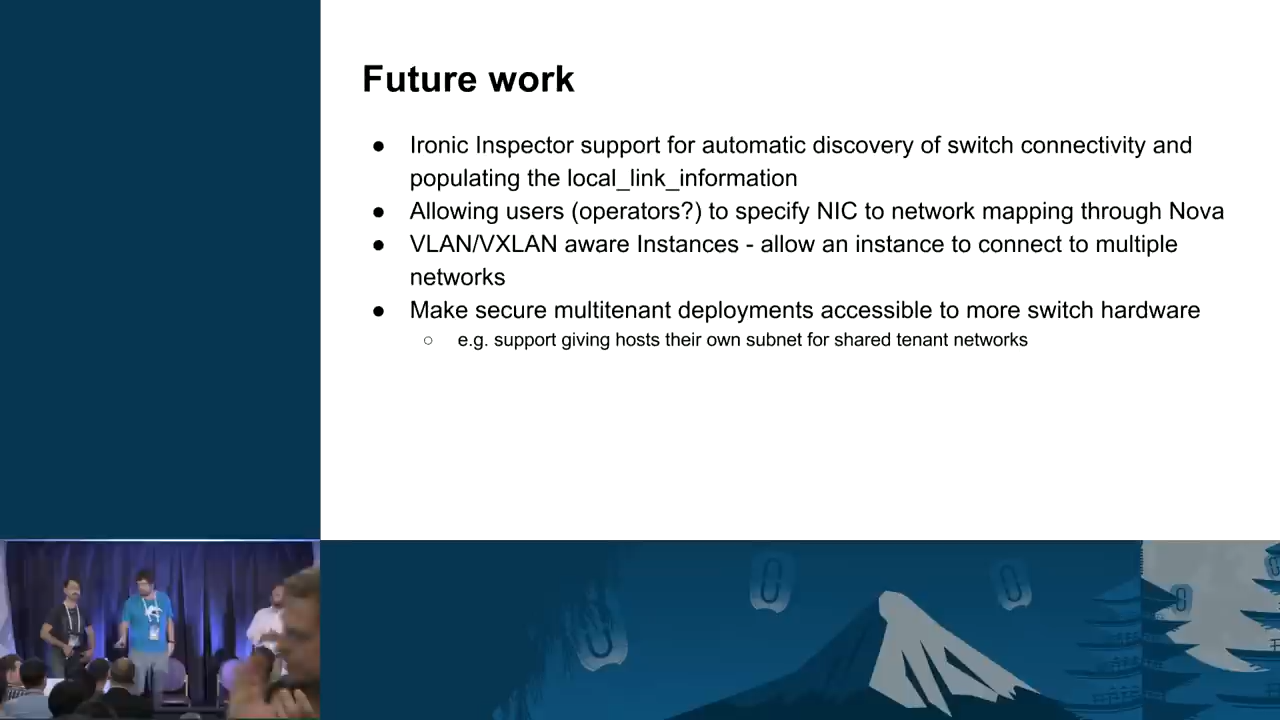 Future work
● Ironic Inspector support for automatic discovery of switch connectivity and
populating the local_link_information
● Allowing users (operators?) to specify NIC to network mapping through Nova
● VLAN/VXLAN aware Instances - allow an instance to connect to multiple
networks
● Make secure multitenant deployments accessible to more switch hardware
○ e.g. support giving hosts their own subnet for shared tenant networks